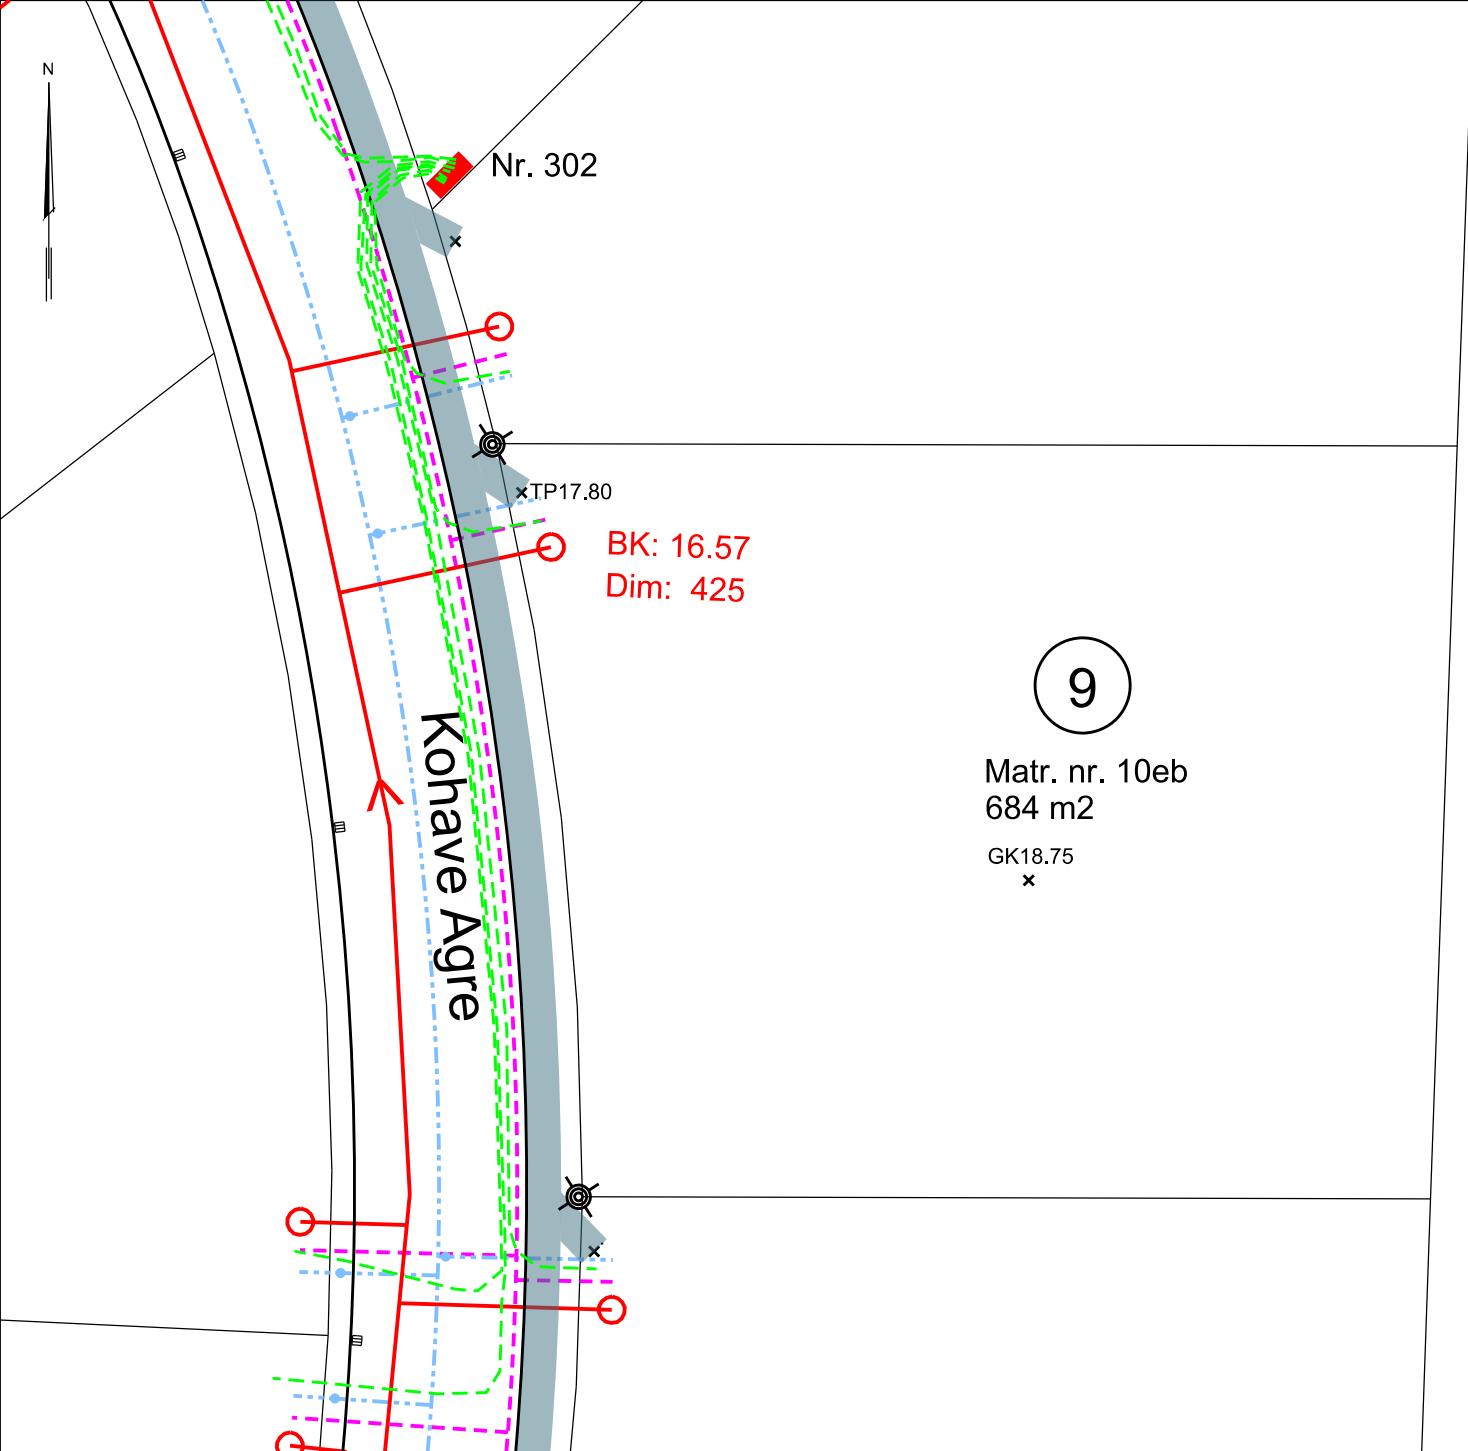 N
Nr. 302
TP17.80
BK: 16.57
Dim: 425
9
Matr. nr. 10eb
684 m2
GK18.75
Kohave Agre